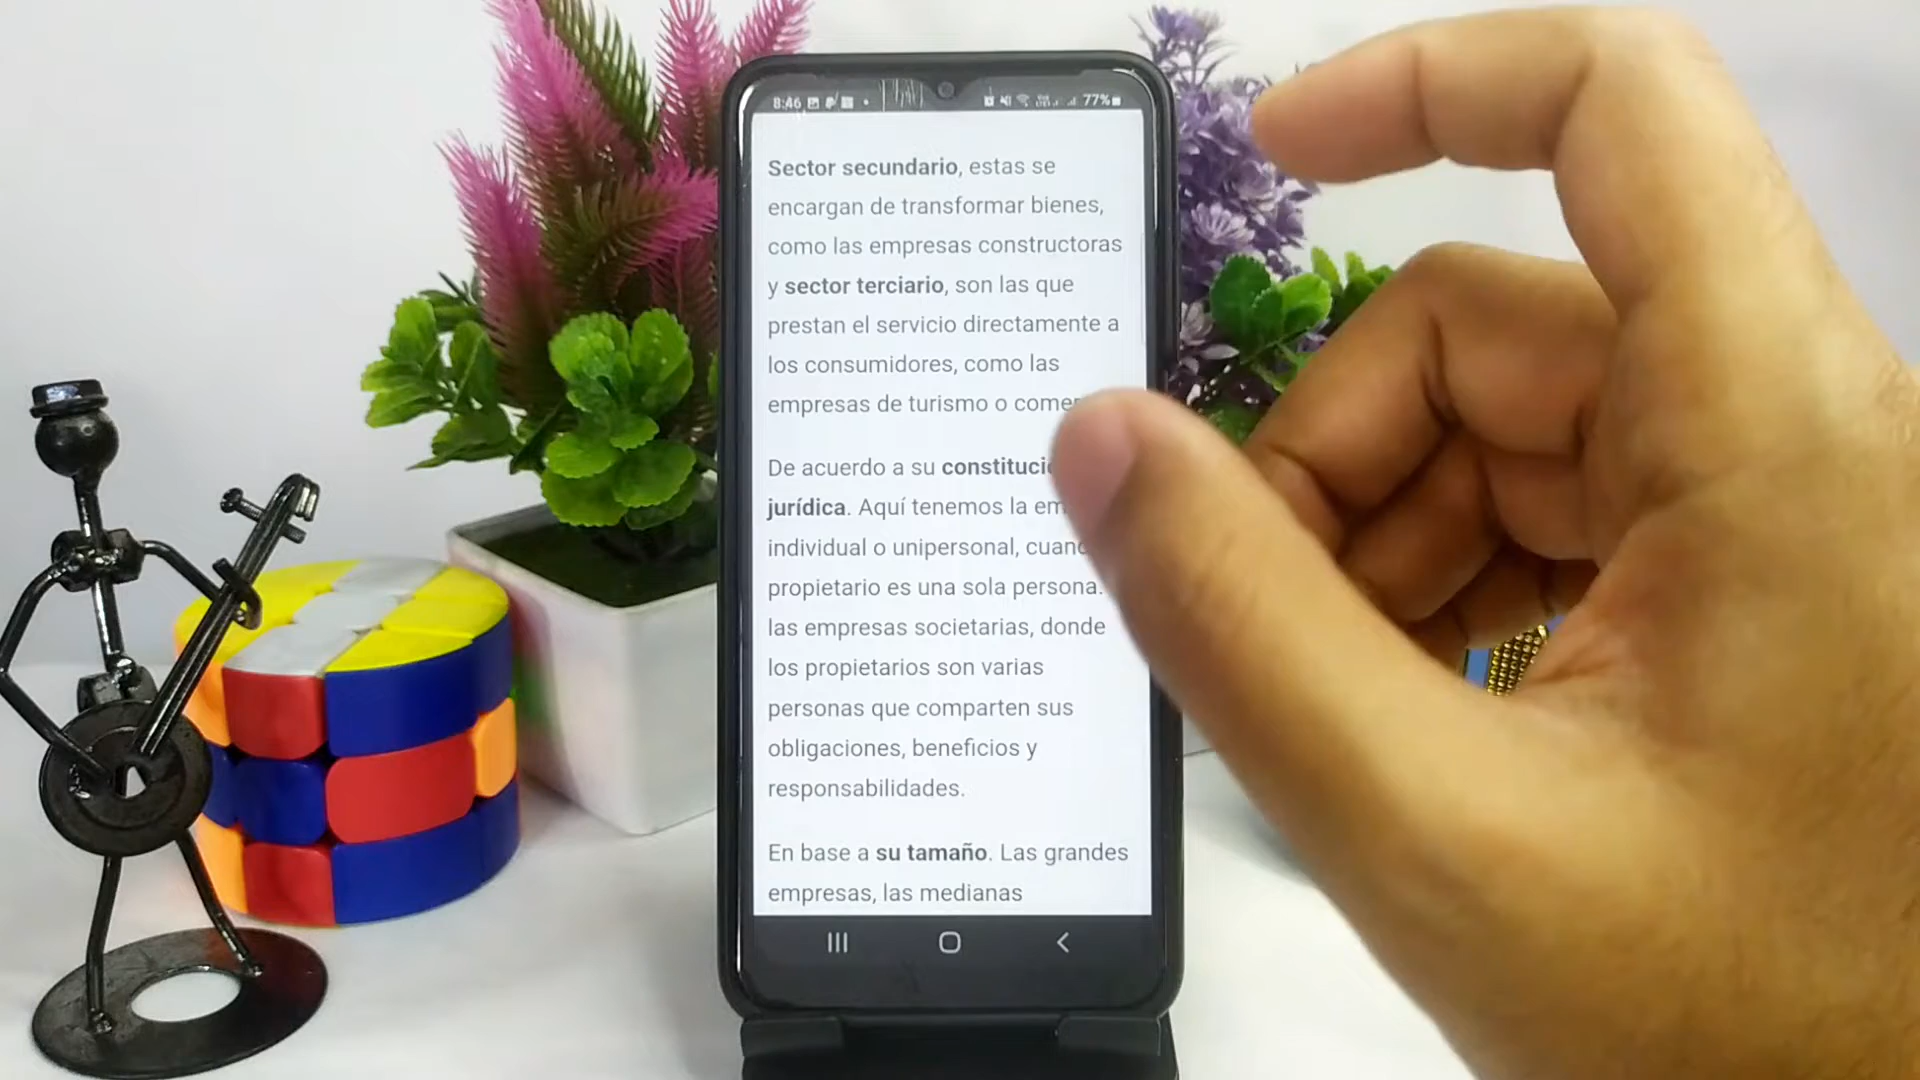 8:46
77%
Sector secundario, estas se
encargan de transformar bienes,
como las empresas constructoras
y sector terciario, son las que
prestan el servicio directamente a
los consumidores, como las
empresas de turismo o
De acuerdo a su
jurídica. Aquí tenemos la
individual o unipersonal,
propietario es una sola persona.
las empresas societarias, donde
los propietarios son varias
personas que comparten sus
obligaciones, beneficios y
responsabilidades.
En base a su tamaño. Las grandes
empresas, las medianas